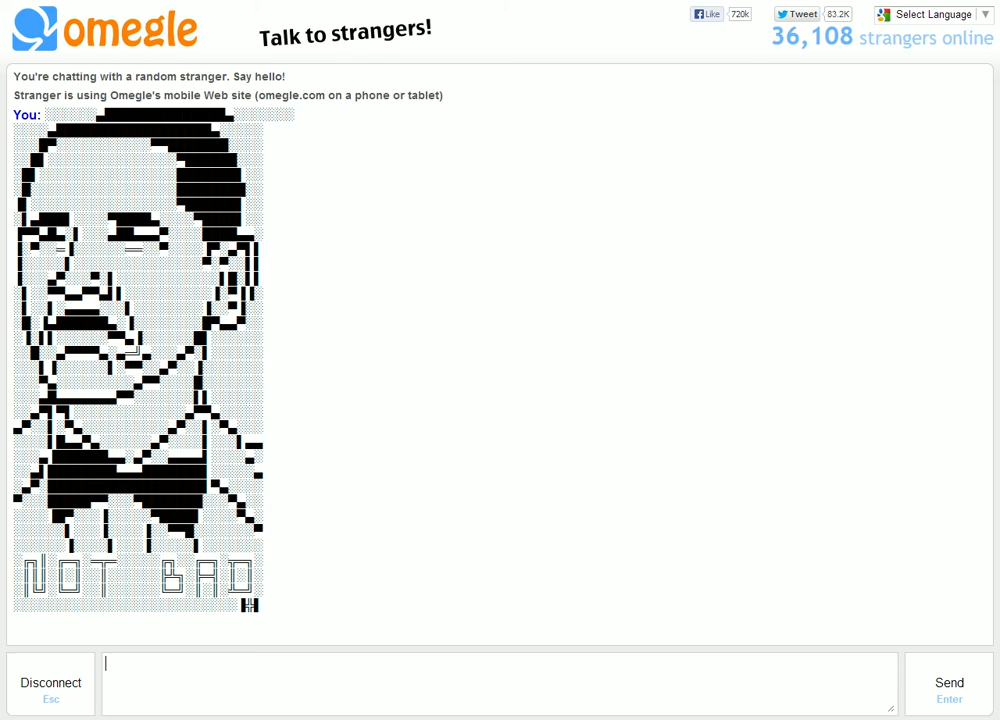 omegle
Talk to strangers!
Like 720k
Tweet 83.2K
Select Language
36,108 strangers online
You're chatting with a random stranger. Say hello!
Stranger is using Omegle's mobile Web site (omegle.com on a phone or tablet)
You:
NOT BAD
Disconnect
Esc
Send
Enter